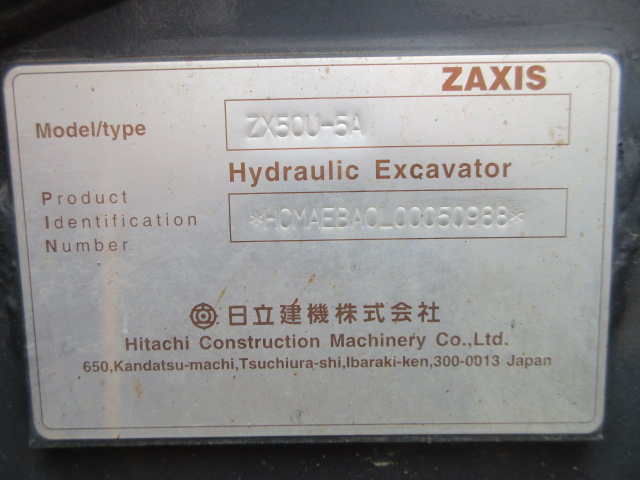 ZAXIS
Model/type ZX50U-5A
Hydraulic Excavator
Product
Identification *HCMAEBA0L00050988*
Number
日立建機株式会社
Hitachi Construction Machinery Co.,Ltd.
650,Kandatsu-machi,Tsuchiura-shi,Ibaraki-ken,300-0013 Japan